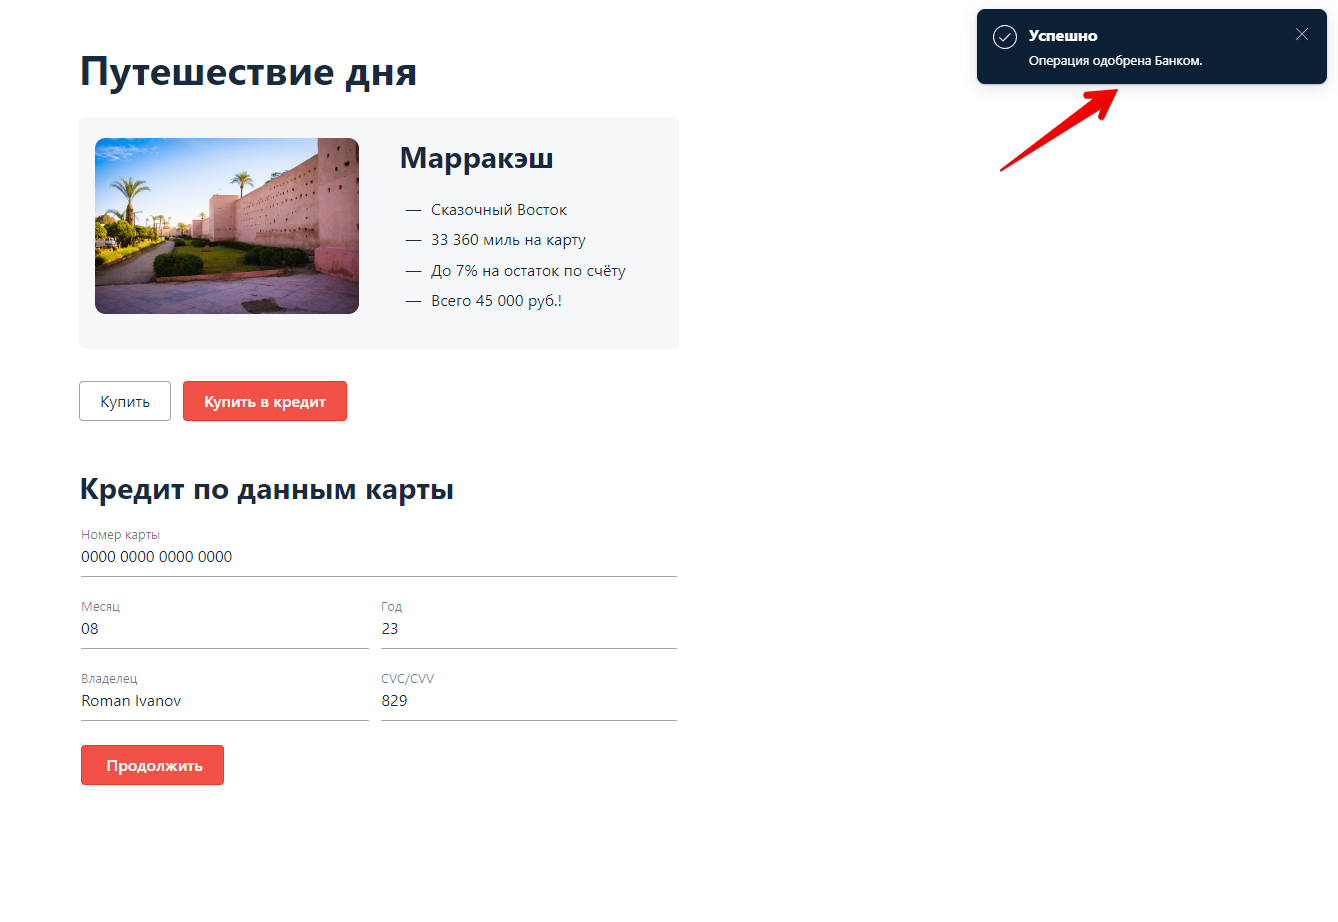 Успешно
Операция одобрена Банком.
Путешествие дня
Марракэш
— Сказочный Восток
— 33 360 миль на карту
— До 7% на остаток по счёту
— Всего 45 000 руб.!
Купить
Купить в кредит
Кредит по данным карты
Номер карты
0000 0000 0000 0000
Месяц
Год
08
23
Владелец
CVC/CVV
Roman Ivanov
829
Продолжить